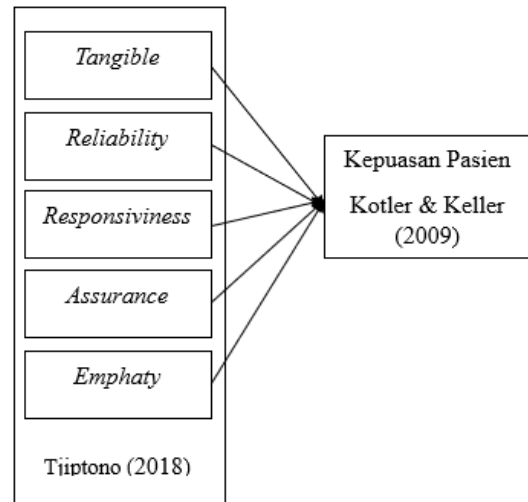 Tangible
Reliability
Responsiviness
Assurance
Emphaty
Tjiptono (2018)
Kepuasan Pasien
Kotler & Keller
(2009)